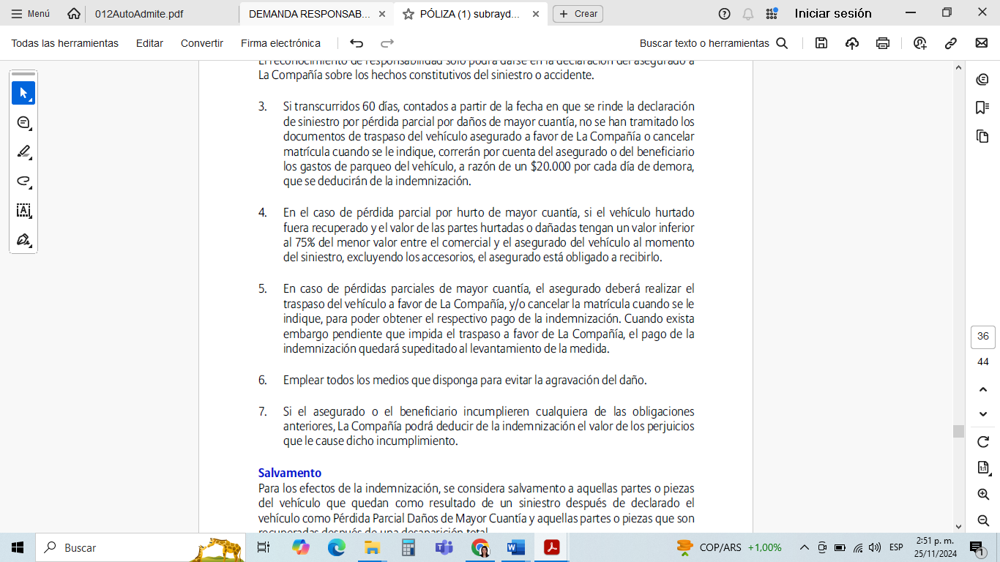 012AutoAdmite.pdf
DEMANDA RESPONSAB...
PÓLIZA (1) subrayd...
Crear
Iniciar sesión
Menú
Todas las herramientas
Editar
Convertir
Firma electrónica
Buscar texto o herramientas
El reconocimiento de responsabilidad solo podrá darse en la declaración del asegurado a
La Compañía sobre los hechos constitutivos del siniestro o accidente.
3. Si transcurridos 60 días, contados a partir de la fecha en que se rinde la declaración
de siniestro por pérdida parcial por daños de mayor cuantía, no se han tramitado los
documentos de traspaso del vehículo asegurado a favor de La Compañía o cancelar
matrícula cuando se le indique, correrán por cuenta del asegurado o del beneficiario
los gastos de parqueo del vehículo, a razón de un $20.000 por cada día de demora,
que se deducirán de la indemnización.
4. En el caso de pérdida parcial por hurto de mayor cuantía, si el vehículo hurtado
fuera recuperado y el valor de las partes hurtadas o dañadas tengan un valor inferior
al 75% del menor valor entre el comercial y el asegurado del vehículo al momento
del siniestro, excluyendo los accesorios, el asegurado está obligado a recibirlo.
5. En caso de pérdidas parciales de mayor cuantía, el asegurado deberá realizar el
traspaso del vehículo a favor de La Compañía, y/o cancelar la matrícula cuando se le
indique, para poder obtener el respectivo pago de la indemnización. Cuando exista
embargo pendiente que impida el traspaso a favor de La Compañía, el pago de la
indemnización quedará supeditado al levantamiento de la medida.
6. Emplear todos los medios que disponga para evitar la agravación del daño.
7. Si el asegurado o el beneficiario incumplieren cualquiera de las obligaciones
anteriores, La Compañía podrá deducir de la indemnización el valor de los perjuicios
que le cause dicho incumplimiento.
Salvamento
Para los efectos de la indemnización, se considera salvamento a aquellas partes o piezas
del vehículo que quedan como resultado de un siniestro después de declarado el
vehículo como Pérdida Parcial Daños de Mayor Cuantía y aquellas partes o piezas que son
recuperadas después de una desaparición total
36
44
Buscar
COP/ARS +1,00%
ESP
2:51 p. m.
25/11/2024
1